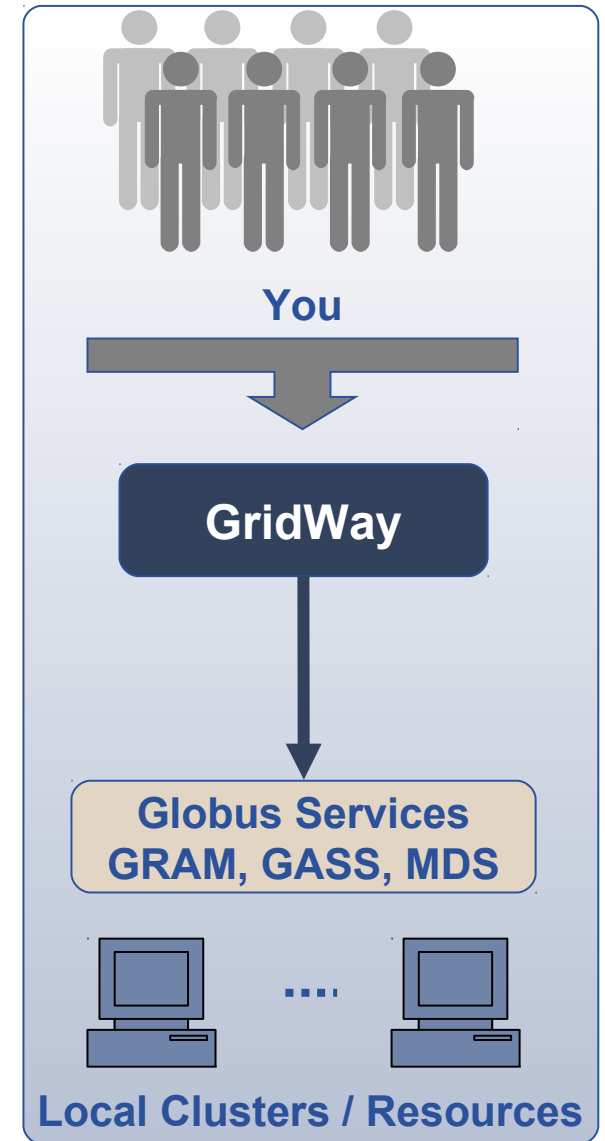 You
GridWay
Globus Services
GRAM, GASS, MDS
....
Local Clusters / Resources